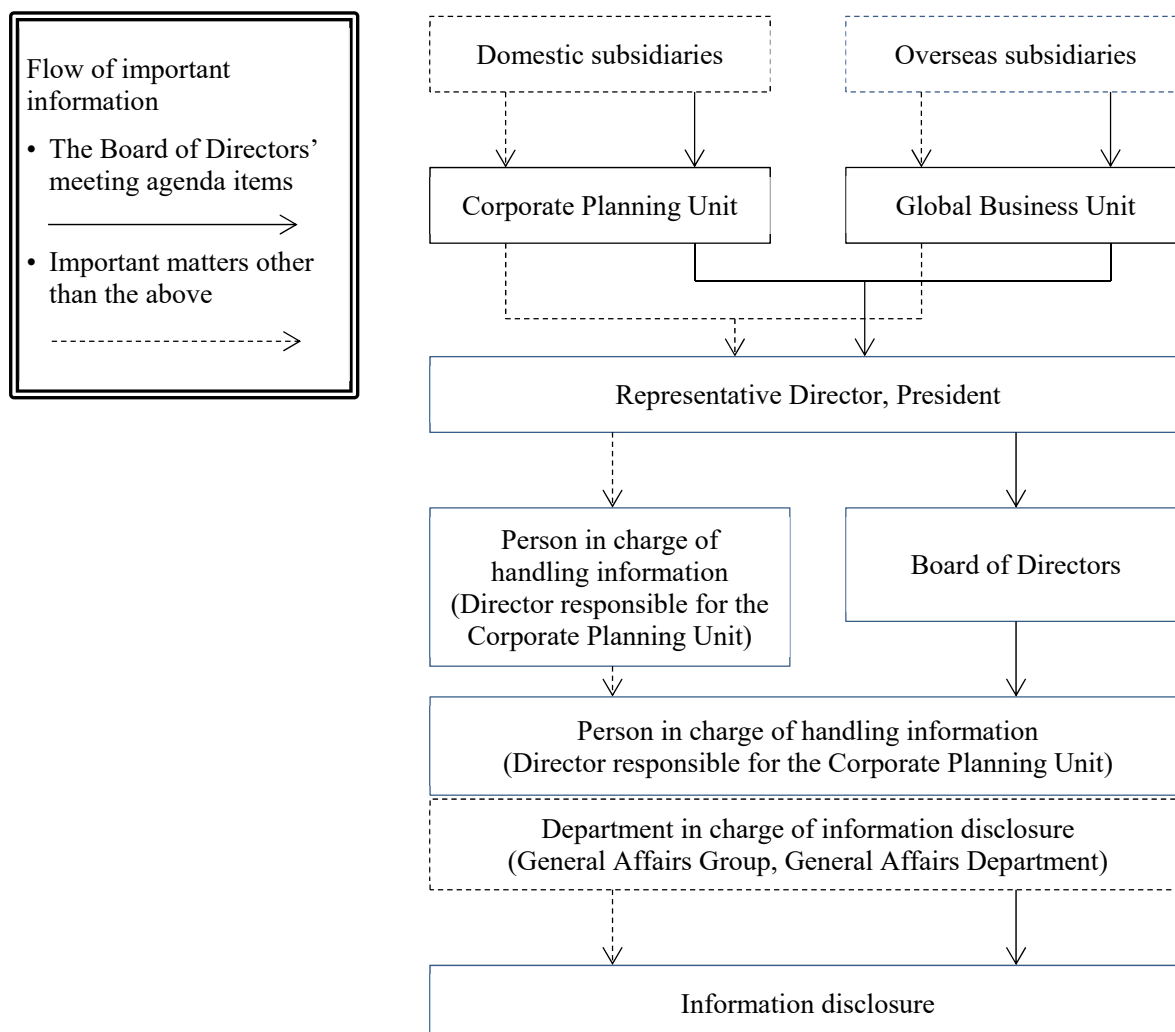 Flow of important
information
• The Board of Directors’
meeting agenda items
• Important matters other
than the above
Domestic subsidiaries
Overseas subsidiaries
Corporate Planning Unit
Global Business Unit
Representative Director, President
Person in charge of
handling information
(Director responsible for the
Corporate Planning Unit)
Board of Directors
Person in charge of handling information
(Director responsible for the Corporate Planning Unit)
Department in charge of information disclosure
(General Affairs Group, General Affairs Department)
Information disclosure